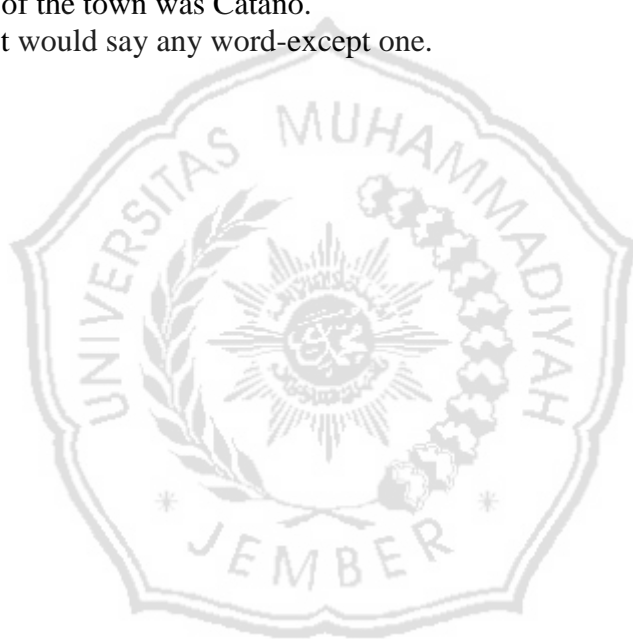 of the town was Catano.
t would say any word-except one.
UNIVERSITAS MUHAMMADIYAH
JEMBER